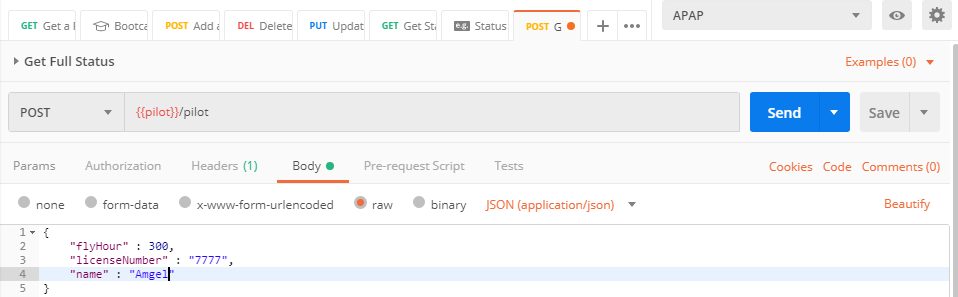 GET Get a
Bootca
POST Add a
DEL Delete
PUT Updat
GET Get Sta
e.g. Status
POST G
APAP
Get Full Status
Examples (0)
POST
{{pilot}}/pilot
Send
Save
Params
Authorization
Headers (1)
Body
Pre-request Script
Tests
Cookies
Code
Comments (0)
none
form-data
x-www-form-urlencoded
raw
binary
JSON (application/json)
Beautify
1 {
2 "flyHour" : 300,
3 "licenseNumber" : "7777",
4 "name" : "Amgel"
5 }